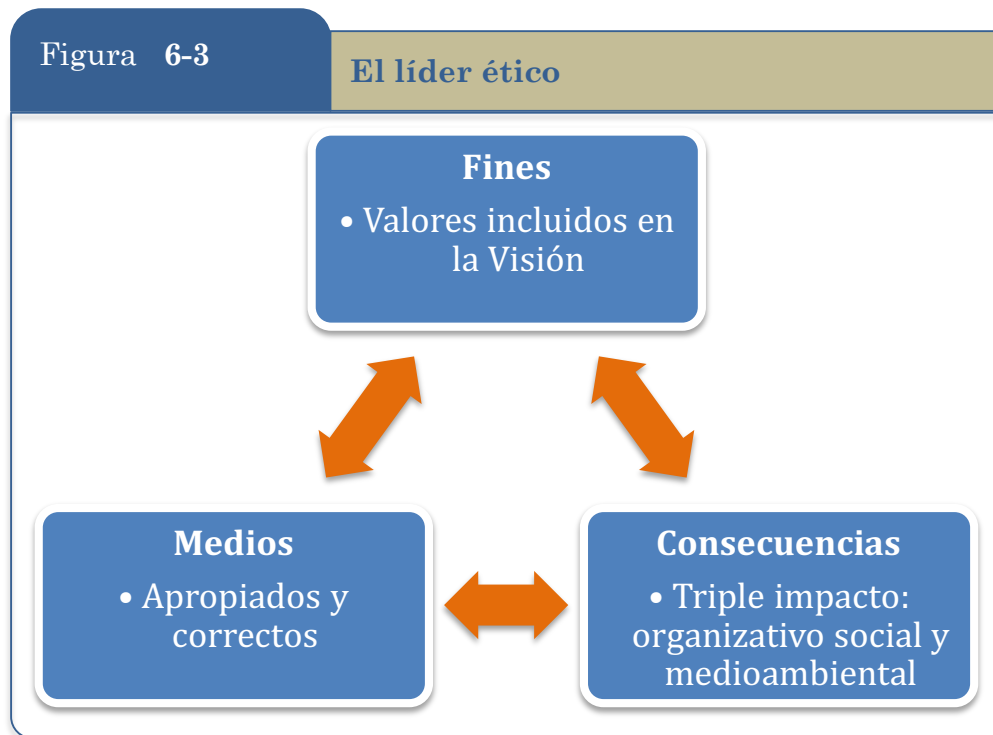 Figura 6-3
El líder ético
Fines
• Valores incluidos en
la Visión
Medios
• Apropiados y
correctos
Consecuencias
• Triple impacto:
organizativo social y
medioambiental